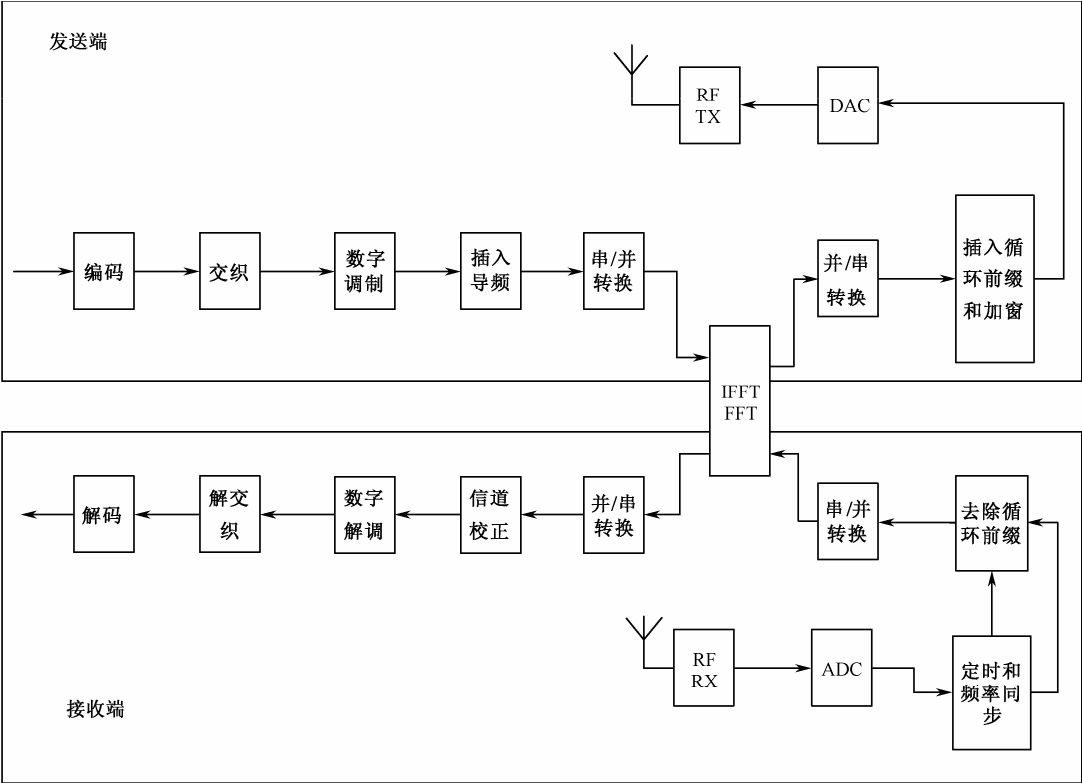 发送端
RF
TX
DAC
编码
交织
数字
调制
插入
导频
串/并
转换
并/串
转换
插入循
环前缀
和加窗
IFFT
FFT
解码
解交
织
数字
解调
信道
校正
并/串
转换
串/并
转换
去除循
环前缀
RF
RX
ADC
定时和
频率同
步
接收端